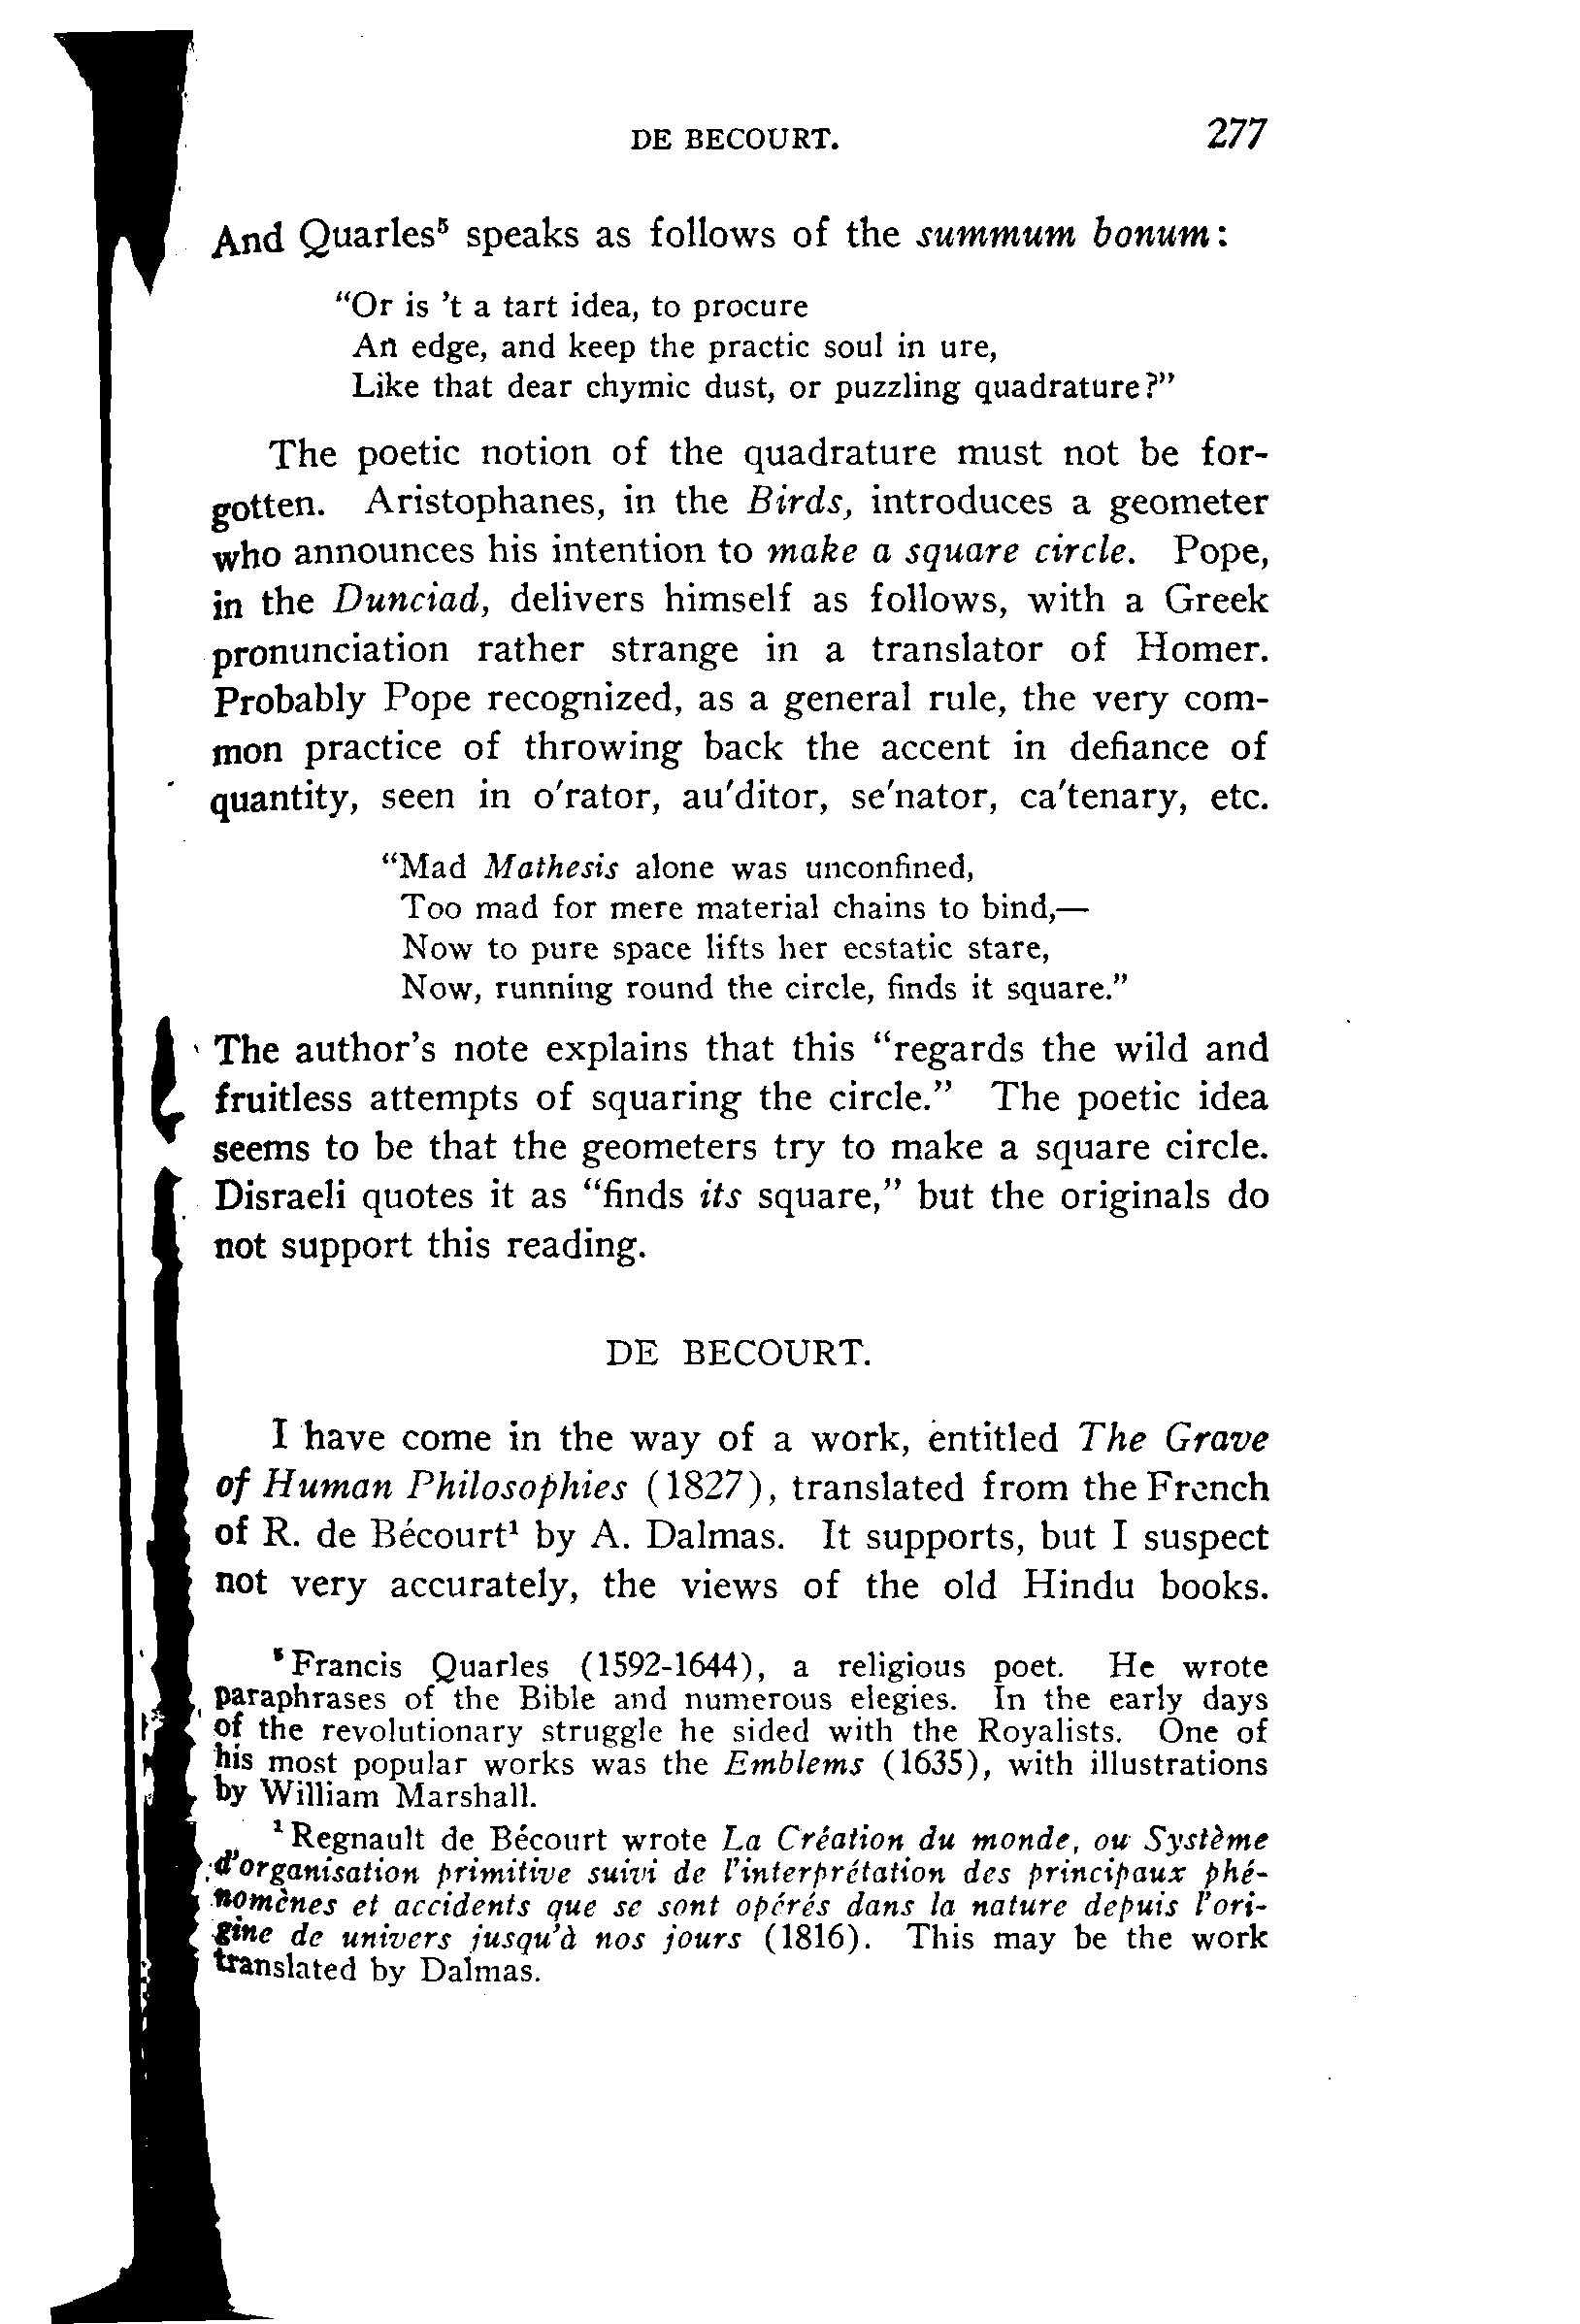 DE BECOURT. 277
And Quarles⁵ speaks as follows of the summum bonum:
"Or is 't a tart idea, to procure
An edge, and keep the practic soul in ure,
Like that dear chymic dust, or puzzling quadrature?"
The poetic notion of the quadrature must not be for-
gotten. Aristophanes, in the Birds, introduces a geometer
who announces his intention to make a square circle. Pope,
in the Dunciad, delivers himself as follows, with a Greek
pronunciation rather strange in a translator of Homer.
Probably Pope recognized, as a general rule, the very com-
mon practice of throwing back the accent in defiance of
quantity, seen in o'rator, au'ditor, se'nator, ca'tenary, etc.
"Mad Mathesis alone was unconfined,
Too mad for mere material chains to bind,—
Now to pure space lifts her ecstatic stare,
Now, running round the circle, finds it square."
The author's note explains that this "regards the wild and
fruitless attempts of squaring the circle." The poetic idea
seems to be that the geometers try to make a square circle.
Disraeli quotes it as "finds its square," but the originals do
not support this reading.
DE BECOURT.
I have come in the way of a work, entitled The Grave
of Human Philosophies (1827), translated from the French
of R. de Bécourt¹ by A. Dalmas. It supports, but I suspect
not very accurately, the views of the old Hindu books.
⁵ Francis Quarles (1592-1644), a religious poet. He wrote
paraphrases of the Bible and numerous elegies. In the early days
of the revolutionary struggle he sided with the Royalists. One of
his most popular works was the Emblems (1635), with illustrations
by William Marshall.
¹ Regnault de Bécourt wrote La Création du monde, ou Système
d'organisation primitive suivi de l'interprétation des principaux phé-
nomènes et accidents que se sont opérés dans la nature depuis l'ori-
gine de univers jusqu'à nos jours (1816). This may be the work
translated by Dalmas.